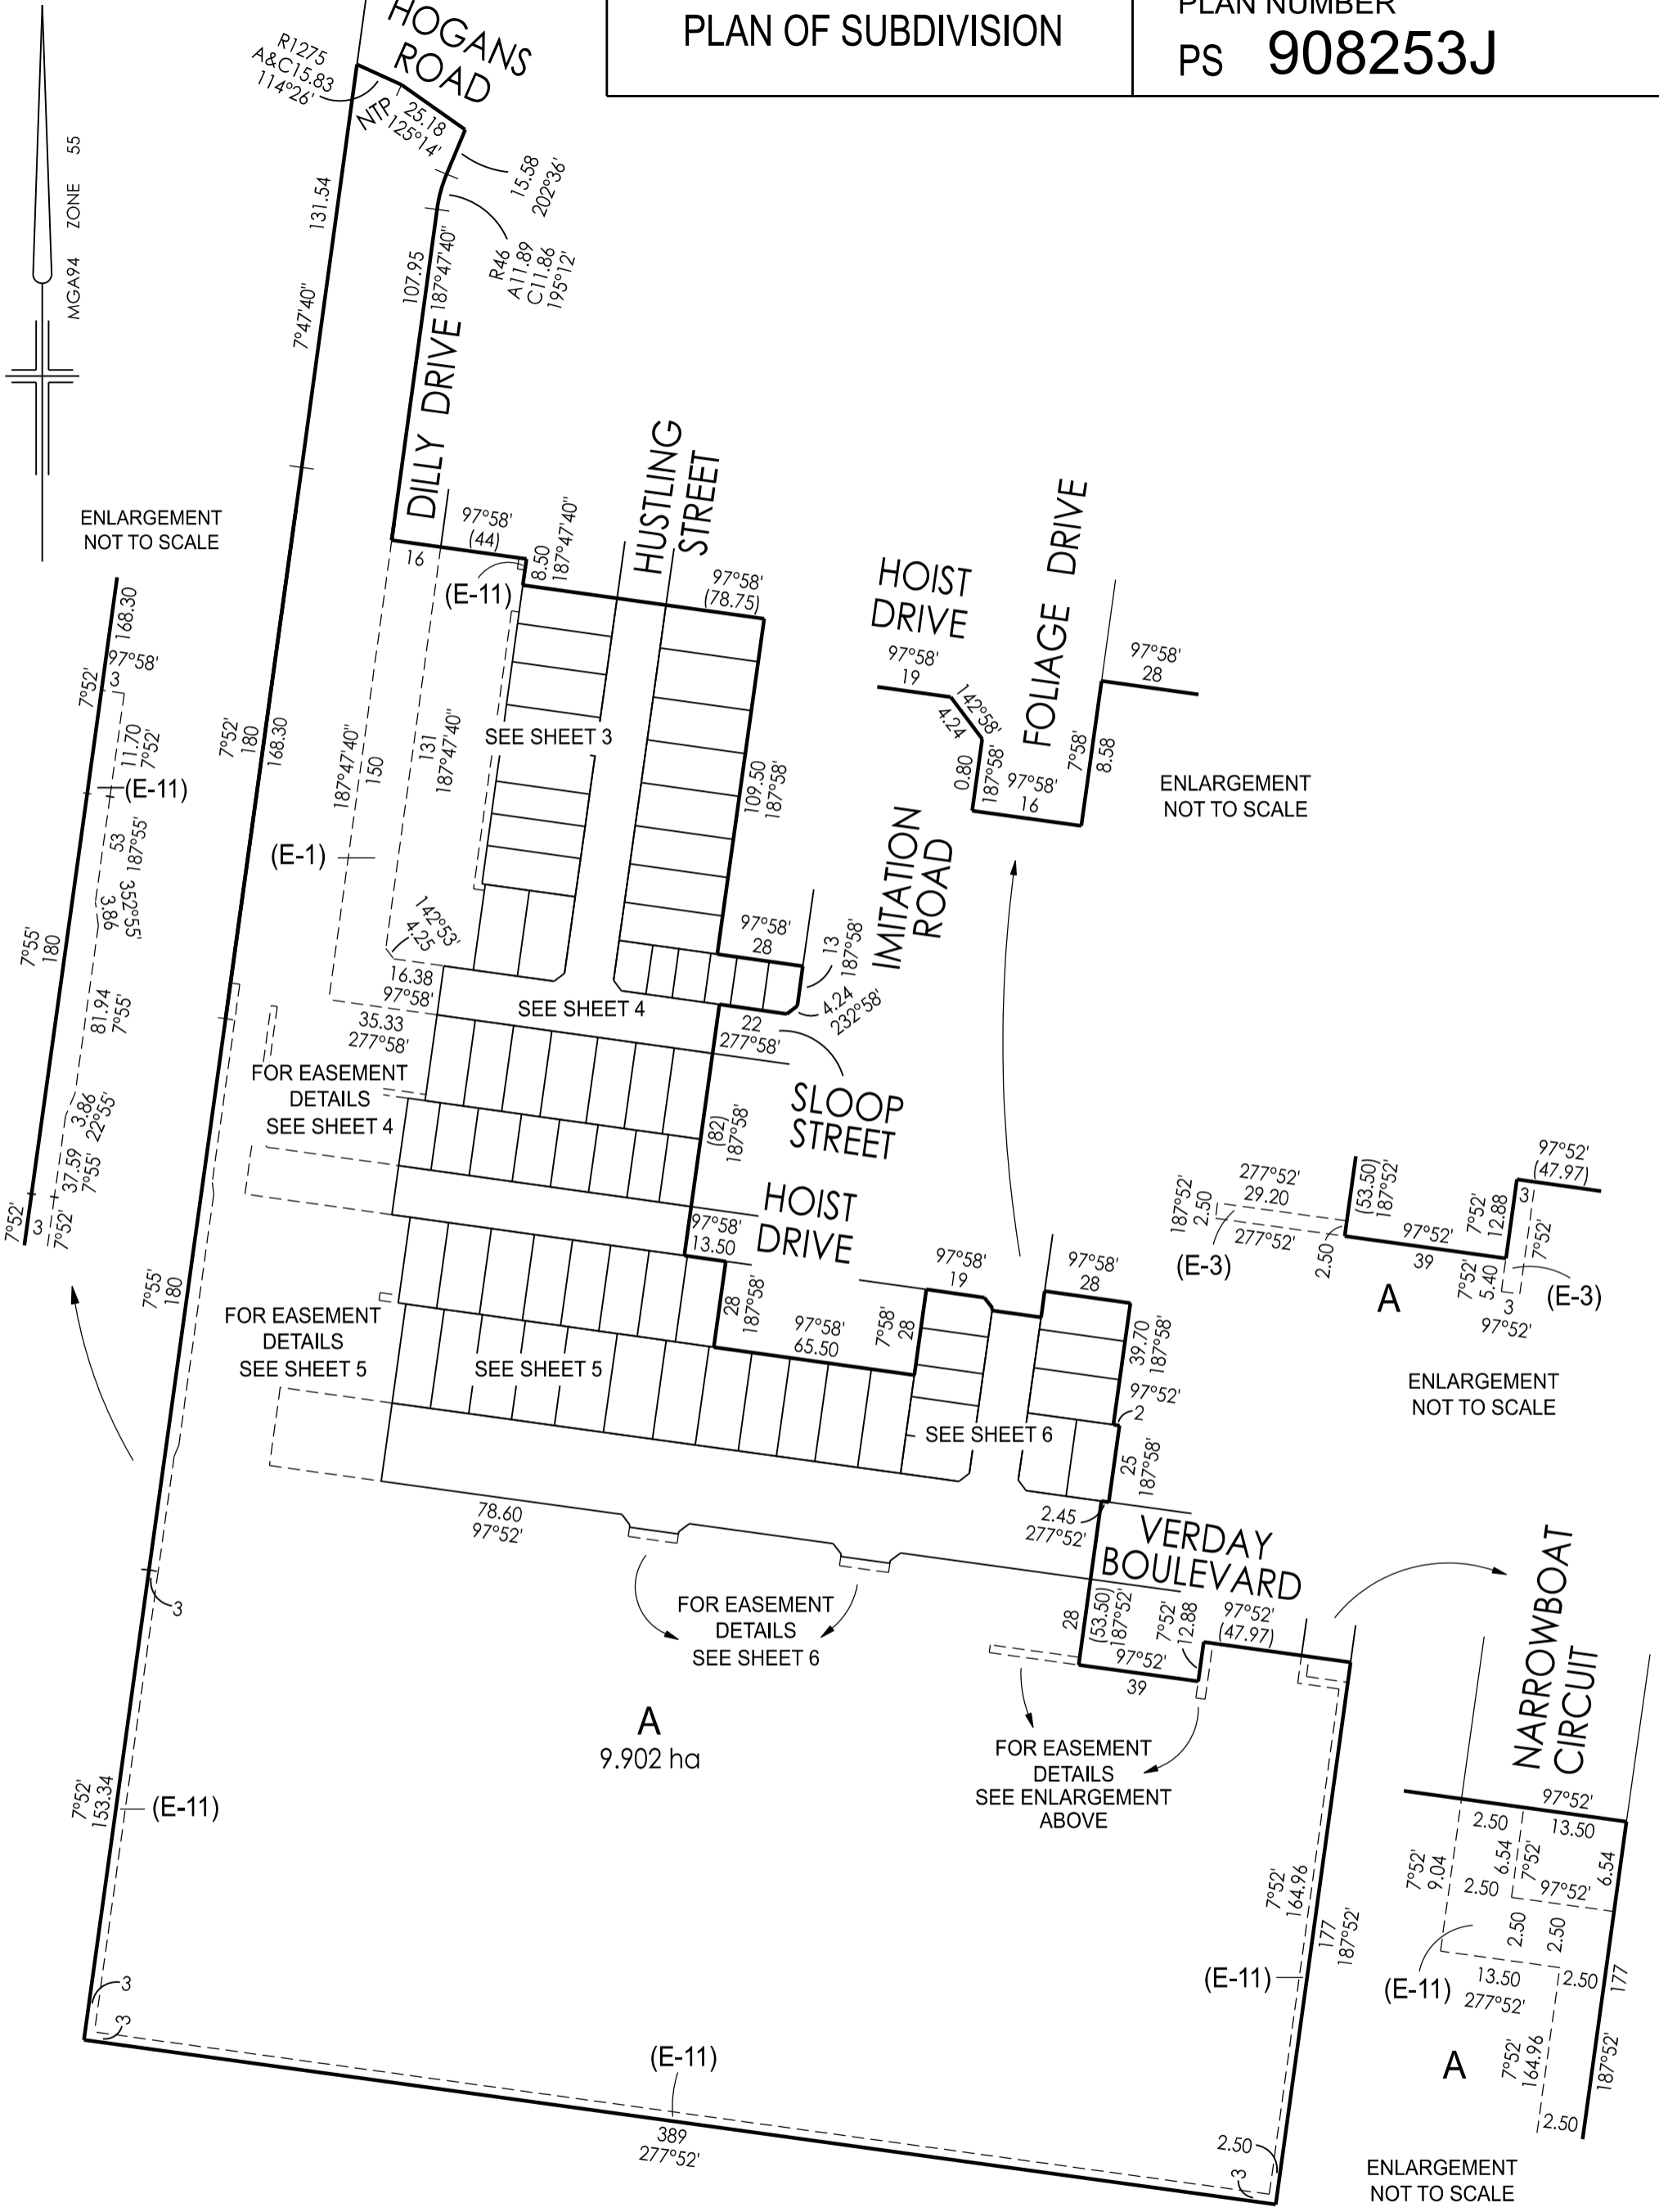 PLAN OF SUBDIVISION
PLAN NUMBER
PS 908253J
MGA94 ZONE 55
HOGANS
ROAD
R1275
A&C15.83
114°26'
NTP
25.18
125°14'
15.58
202°36'
R46
A11.89
C11.86
195°12'
131.54
7°47'40"
107.95
187°47'40"
DILLY DRIVE
ENLARGEMENT
NOT TO SCALE
168.30
97°58'
3
7°52'
11.70
7°52'
(E-11)
53
187°55'
3.86
352°55'
7°55'
180
81.94
7°55'
3.86
22°55'
37.59
7°55'
7°52'
3
7°52'
97°58'
(44)
16
8.50
187°47'40"
(E-11)
HUSTLING
STREET
97°58'
(78.75)
7°52'
180
168.30
187°47'40"
150
131
187°47'40"
SEE SHEET 3
109.50
187°58'
(E-1)
142°53'
4.25
16.38
97°58'
35.33
277°58'
SEE SHEET 4
97°58'
28
13
187°58'
4.24
232°58'
22
277°58'
IMITATION
ROAD
SLOOP
STREET
HOIST
DRIVE
97°58'
19
142°58'
4.24
0.80
187°58'
97°58'
16
FOLIAGE DRIVE
7°58'
8.58
97°58'
28
ENLARGEMENT
NOT TO SCALE
FOR EASEMENT
DETAILS
SEE SHEET 4
(82)
187°58'
HOIST
DRIVE
97°58'
13.50
28
187°58'
97°58'
65.50
7°58'
28
97°58'
19
97°58'
28
39.70
187°58'
97°52'
2
25
187°58'
2.45
277°52'
7°55'
180
FOR EASEMENT
DETAILS
SEE SHEET 5
SEE SHEET 5
SEE SHEET 6
78.60
97°52'
FOR EASEMENT
DETAILS
SEE SHEET 6
277°52'
29.20
187°52'
2.50
277°52'
(E-3)
2.50
(53.50)
187°52'
97°52'
39
7°52'
12.88
97°52'
(47.97)
3
7°52'
7°52'
5.40
3
97°52'
(E-3)
A
ENLARGEMENT
NOT TO SCALE
VERDAY
BOULEVARD
28
(53.50)
187°52'
7°52'
12.88
97°52'
(47.97)
97°52'
39
FOR EASEMENT
DETAILS
SEE ENLARGEMENT
ABOVE
3
A
9.902 ha
7°52'
153.34
(E-11)
3
3
(E-11)
389
277°52'
7°52'
164.96
177
187°52'
(E-11)
2.50
3
NARROWBOAT
CIRCUIT
97°52'
2.50
13.50
7°52'
9.04
6.54
7°52'
6.54
2.50
97°52'
2.50
2.50
(E-11)
13.50
277°52'
2.50
177
A
7°52'
164.96
187°52'
2.50
ENLARGEMENT
NOT TO SCALE